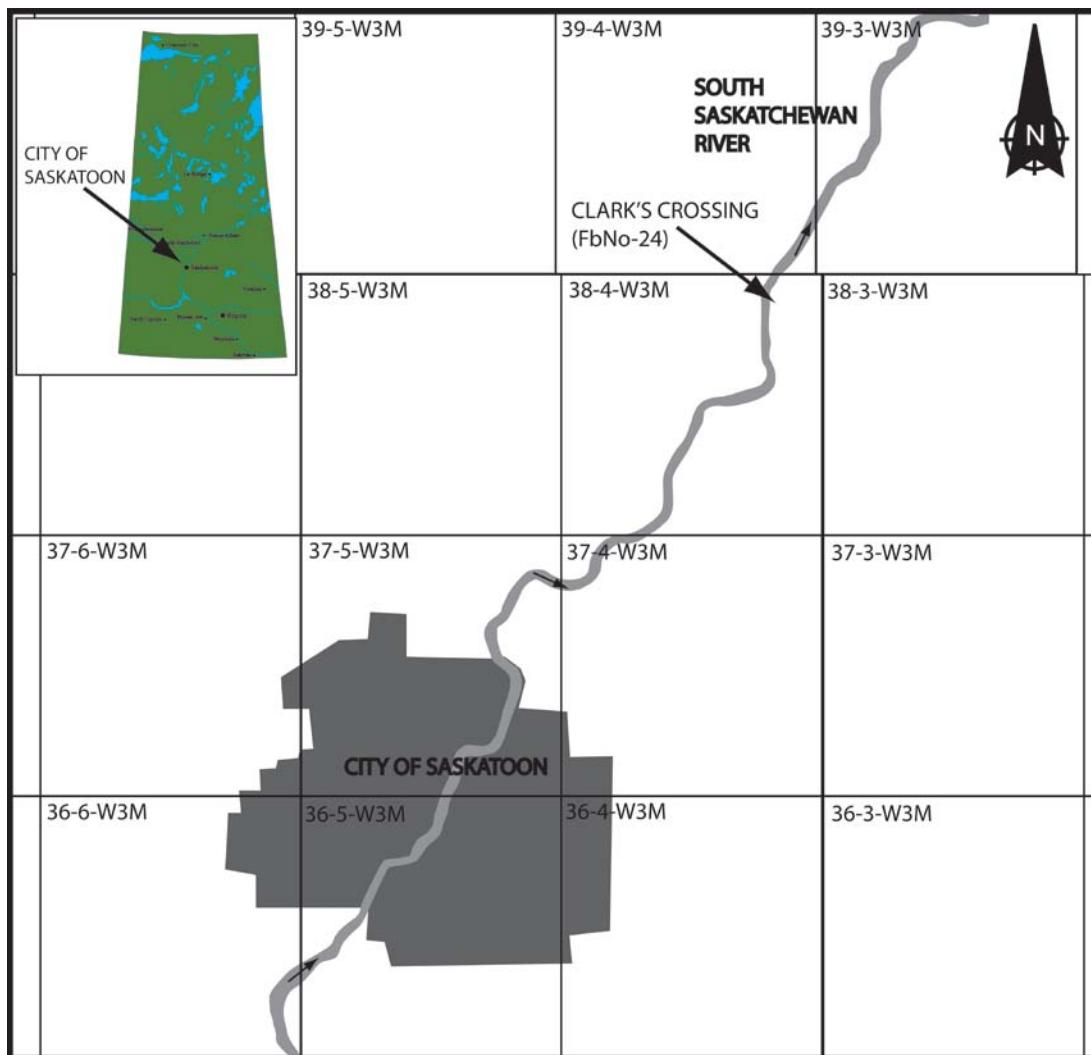 39-5-W3M
39-4-W3M
39-3-W3M
SOUTH
SASKATCHEWAN
RIVER
N
CITY OF
SASKATOON
CLARK'S CROSSING
(FbNo-24)
38-5-W3M
38-4-W3M
38-3-W3M
37-6-W3M
37-5-W3M
37-4-W3M
37-3-W3M
CITY OF SASKATOON
36-6-W3M
36-5-W3M
36-4-W3M
36-3-W3M